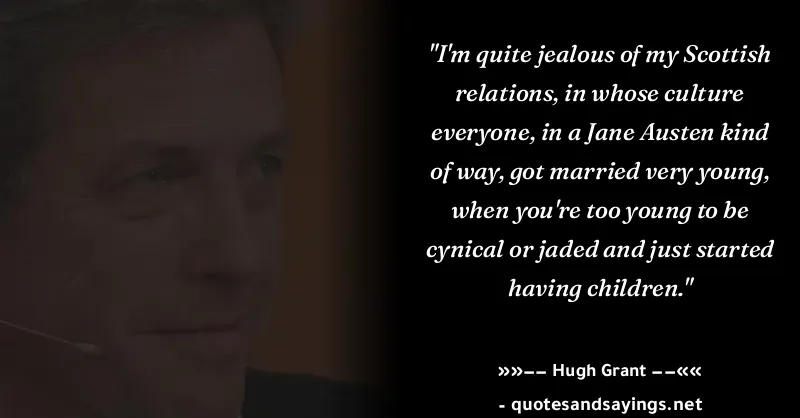 "I'm quite jealous of my Scottish
relations, in whose culture
everyone, in a Jane Austen kind
of way, got married very young,
when you're too young to be
cynical or jaded and just started
having children."
»»−− Hugh Grant −−««
- quotesandsayings.net